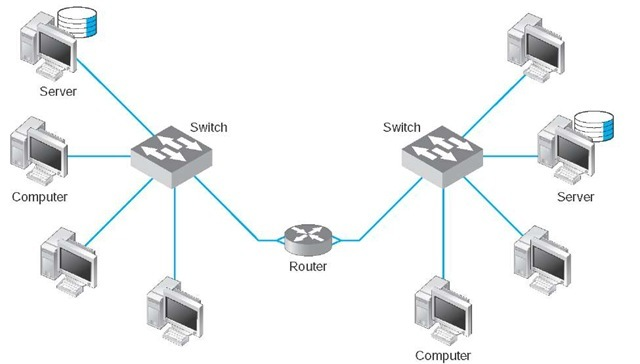 Server
Switch
Switch
Computer
Server
Router
Computer